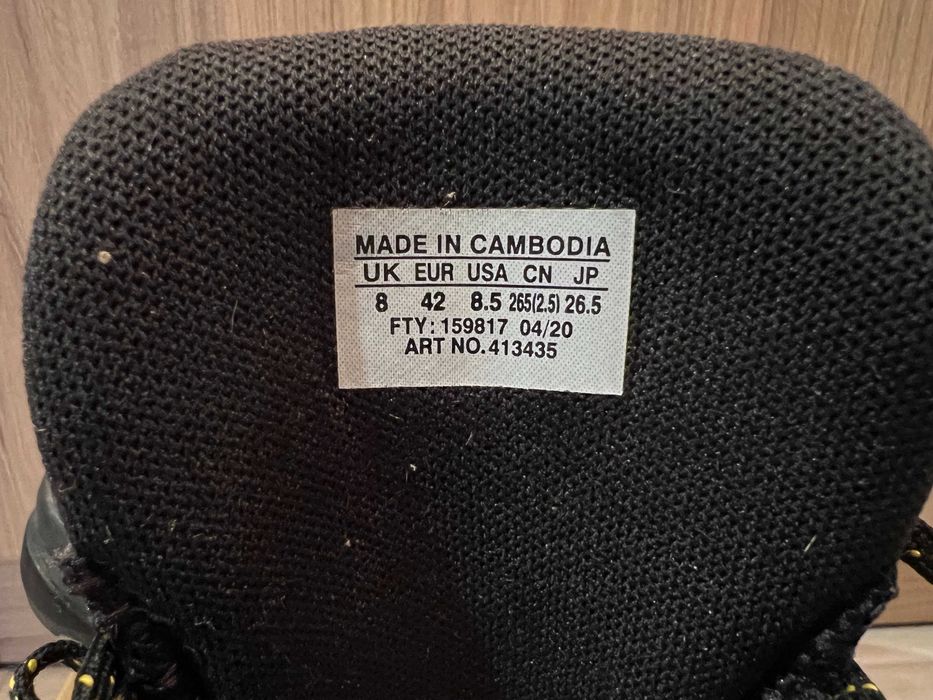 MADE IN CAMBODIA
UK EUR USA CN JP
8 42 8.5 265(2.5) 26.5
FTY: 159817 04/20
ART NO. 413435